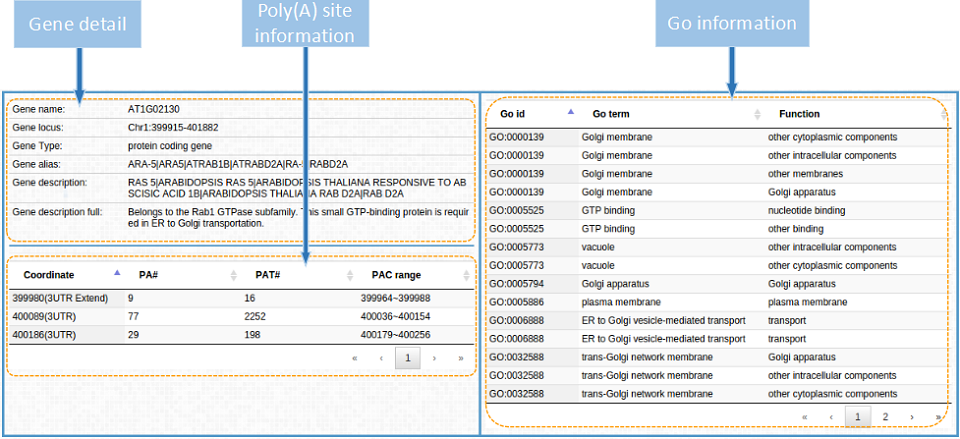 Gene detail
Poly(A) site
information
Go information
Gene name: AT1G02130
Gene locus: Chr1:399915-401882
Gene Type: protein coding gene
Gene alias: ARA-5|ARA5|ATRAB1B|ATRABD2A|RA- RABD2A
Gene description: RAS 5|ARABIDOPSIS RAS 5|ARABIDOPSIS THALIANA RESPONSIVE TO AB
SCISIC ACID 1B|ARABIDOPSIS THALIANA RAB D2A|RAB D2A
Gene description full: Belongs to the Rab1 GTPase subfamily. This small GTP-binding protein is requir
ed in ER to Golgi transportation.
Coordinate PA# PAT# PAC range
399980(3UTR Extend) 9 16 399964~399988
400089(3UTR) 77 2252 400036~400154
400186(3UTR) 29 198 400179~400256
« ‹ 1 › »
Go id Go term Function
GO:0000139 Golgi membrane other cytoplasmic components
GO:0000139 Golgi membrane other intracellular components
GO:0000139 Golgi membrane other membranes
GO:0000139 Golgi membrane Golgi apparatus
GO:0005525 GTP binding nucleotide binding
GO:0005525 GTP binding other binding
GO:0005773 vacuole other intracellular components
GO:0005773 vacuole other cytoplasmic components
GO:0005794 Golgi apparatus Golgi apparatus
GO:0005886 plasma membrane plasma membrane
GO:0006888 ER to Golgi vesicle-mediated transport transport
GO:0006888 ER to Golgi vesicle-mediated transport transport
GO:0032588 trans-Golgi network membrane Golgi apparatus
GO:0032588 trans-Golgi network membrane other intracellular components
GO:0032588 trans-Golgi network membrane other cytoplasmic components
« ‹ 1 2 › »